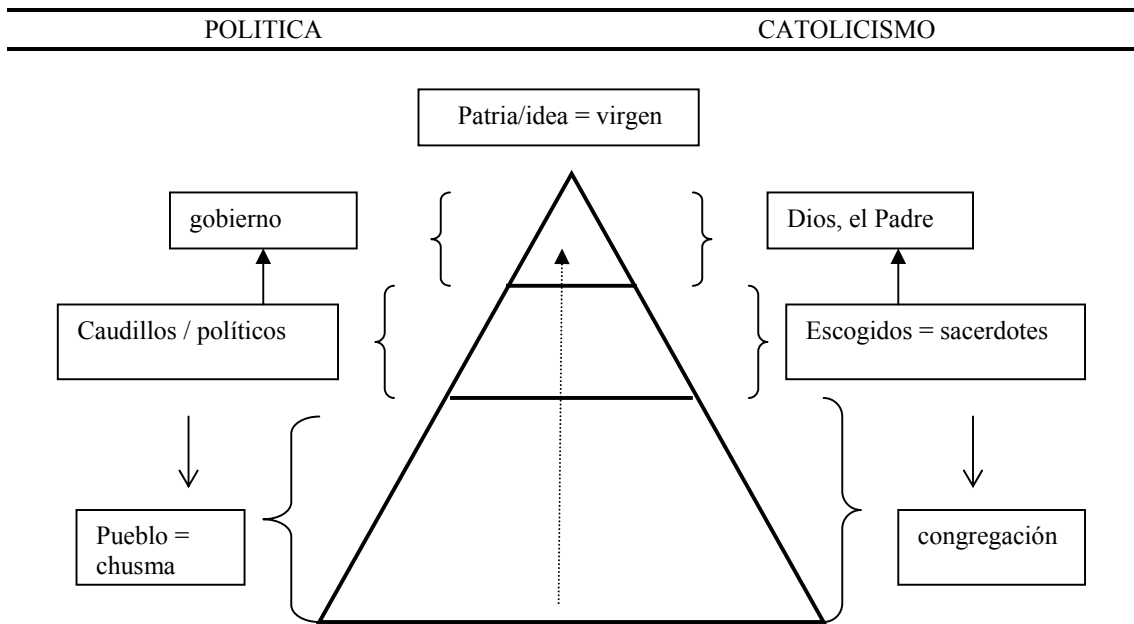 POLITICA CATOLICISMO
Patria/idea = virgen
gobierno
Dios, el Padre
Caudillos / políticos
Escogidos = sacerdotes
Pueblo =
chusma
congregación